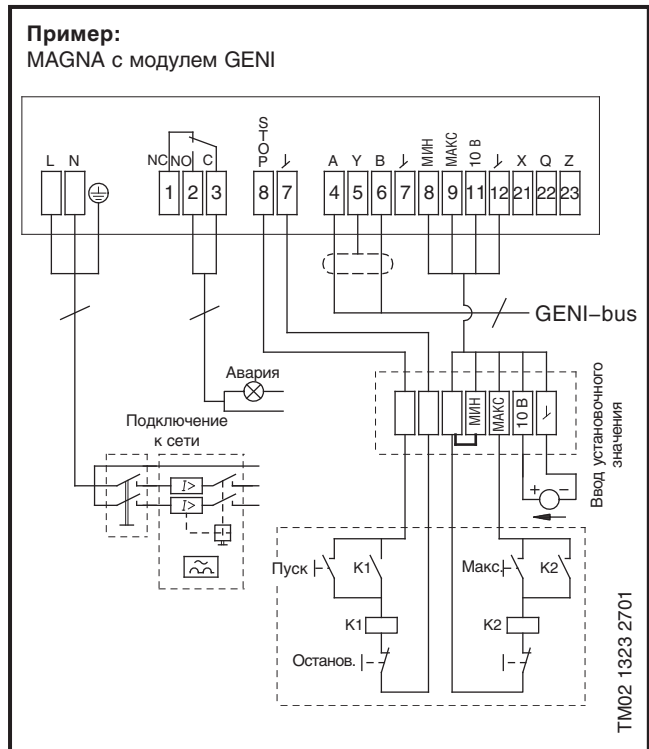 Пример:
MAGNA с модулем GENI
STOP
МИН
МАКС
10 В
L N NC NO C A Y B X Q Z
1 2 3 8 7 4 5 6 7 8 9 11 12 21 22 23
GENI–bus
Авария
Подключение
к сети
I>
I>
МИН
МАКС
10 В
+ –
Ввод установочного
значения
Пуск K1 Макс. K2
K1 K2
Останов.
TM02 1323 2701